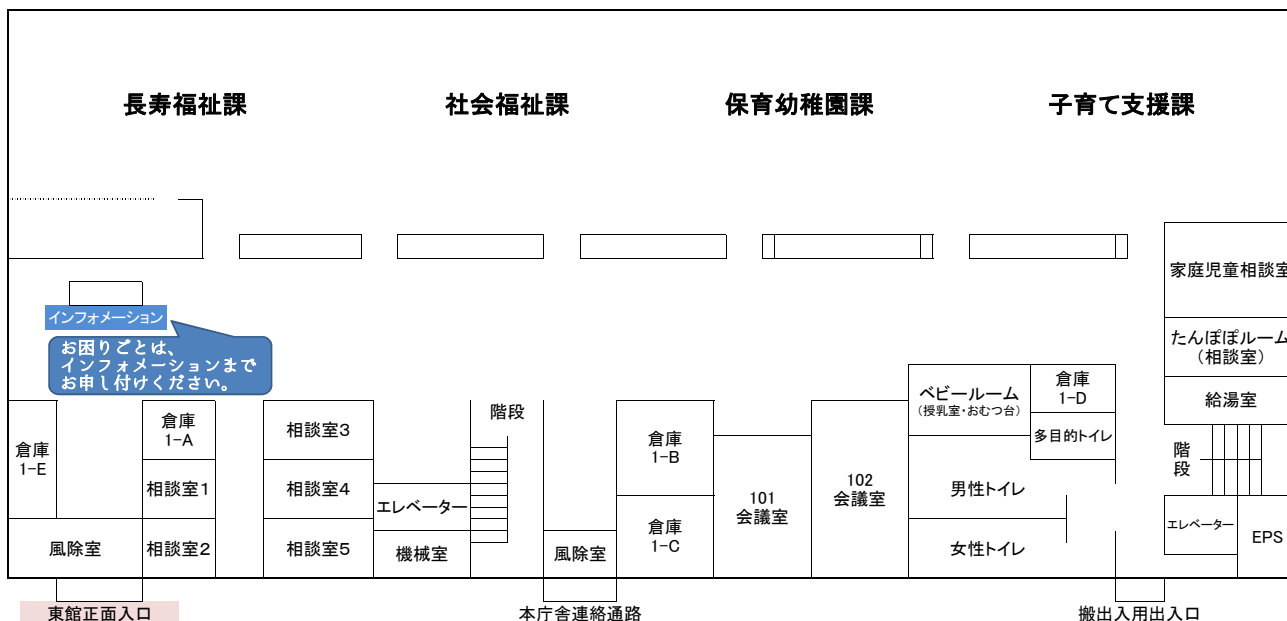 長寿福祉課
社会福祉課
保育幼稚園課
子育て支援課
家庭児童相談室
インフォメーション
お困りごとは、
インフォメーションまで
お申し付けください。
たんぽぽルーム
（相談室）
給湯室
倉庫
1-E
倉庫
1-A
相談室1
相談室2
風除室
相談室3
相談室4
相談室5
階段
エレベーター
機械室
風除室
倉庫
1-B
倉庫
1-C
101
会議室
102
会議室
ベビールーム
（授乳室・おむつ台）
倉庫
1-D
多目的トイレ
男性トイレ
女性トイレ
階
段
エレベーター
EPS
東館正面入口
本庁舎連絡通路
搬出入用出入口